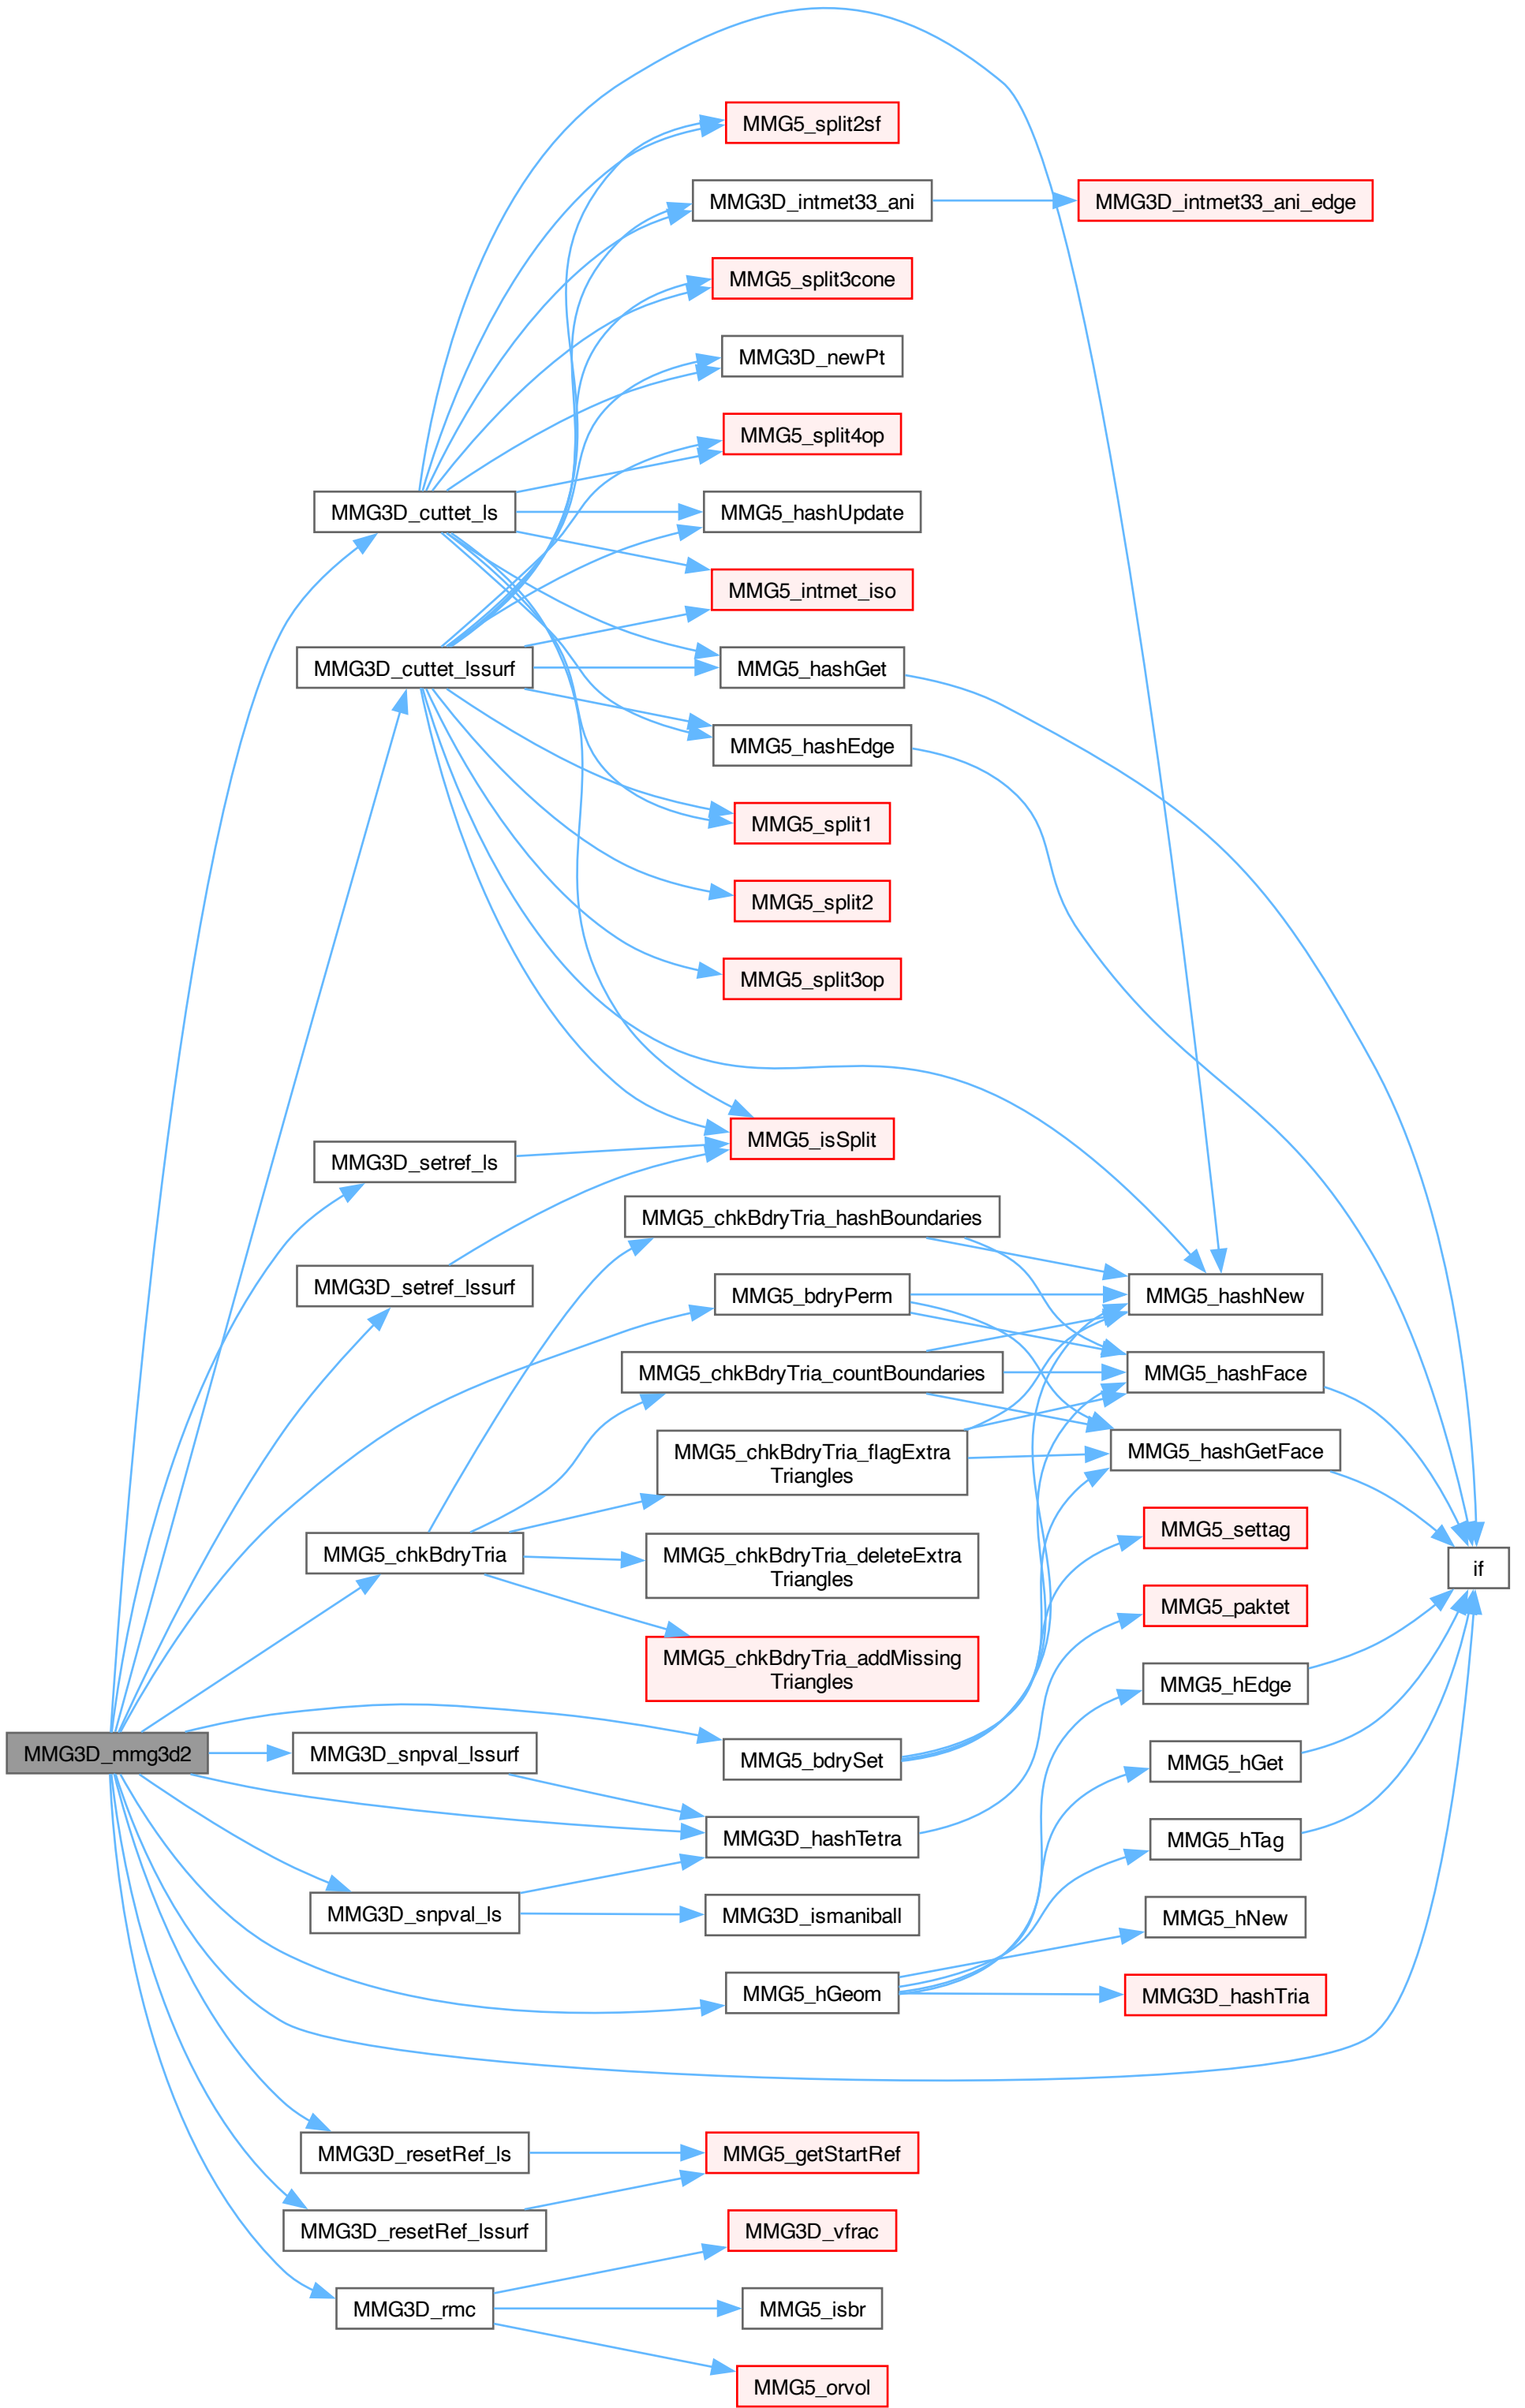 MMG5_split2sf
MMG3D_intmet33_ani
MMG3D_intmet33_ani_edge
MMG5_split3cone
MMG3D_newPt
MMG5_split4op
MMG3D_cuttet_ls
MMG5_hashUpdate
MMG5_intmet_iso
MMG3D_cuttet_lssurf
MMG5_hashGet
MMG5_hashEdge
MMG5_split1
MMG5_split2
MMG5_split3op
MMG5_isSplit
MMG3D_setref_ls
MMG5_chkBdryTria_hashBoundaries
MMG3D_setref_lssurf
MMG5_bdryPerm
MMG5_hashNew
MMG5_chkBdryTria_countBoundaries
MMG5_hashFace
MMG5_chkBdryTria_flagExtra
Triangles
MMG5_hashGetFace
MMG5_settag
MMG5_chkBdryTria
MMG5_chkBdryTria_deleteExtra
Triangles
if
MMG5_paktet
MMG5_chkBdryTria_addMissing
Triangles
MMG5_hEdge
MMG3D_mmg3d2
MMG3D_snpval_lssurf
MMG5_bdrySet
MMG5_hGet
MMG3D_hashTetra
MMG5_hTag
MMG3D_snpval_ls
MMG3D_ismaniball
MMG5_hNew
MMG5_hGeom
MMG3D_hashTria
MMG3D_resetRef_ls
MMG5_getStartRef
MMG3D_resetRef_lssurf
MMG3D_vfrac
MMG3D_rmc
MMG5_isbr
MMG5_orvol